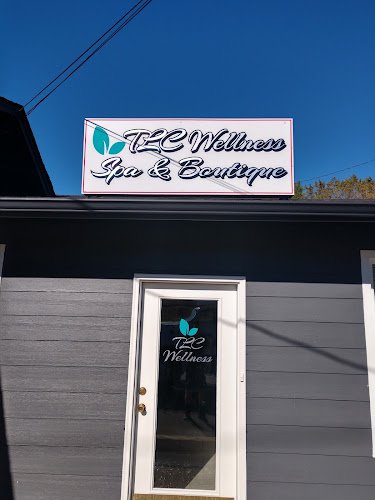 TLC Wellness
Spa & Boutique
TLC
Wellness